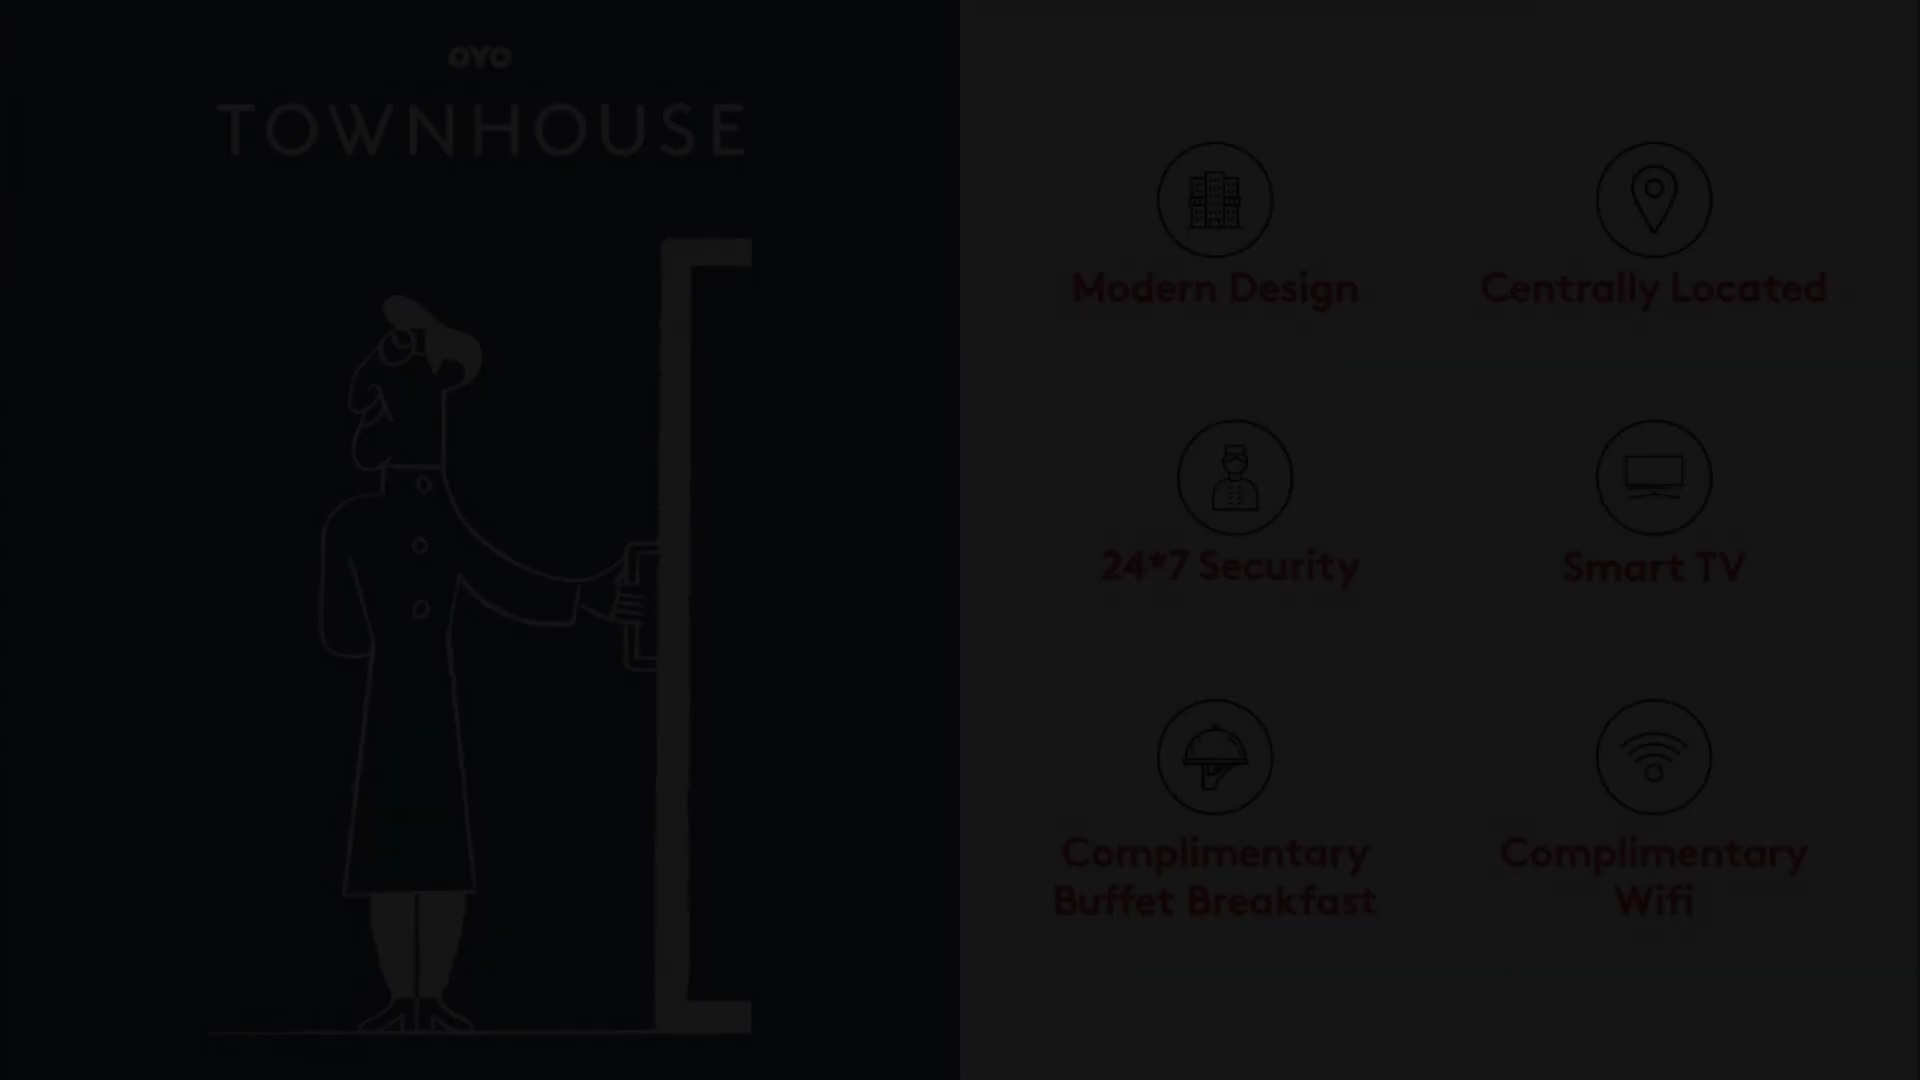 OYO
TOWNHOUSE
Modern Design
Centrally Located
24*7 Security
Smart TV
Complimentary
Buffet Breakfast
Complimentary
Wifi